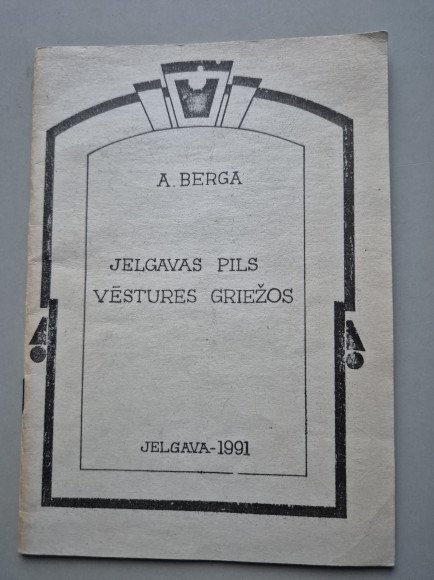 A. BERGA
JELGAVAS PILS
VĒSTURES GRIEŽOS
JELGAVA-1991